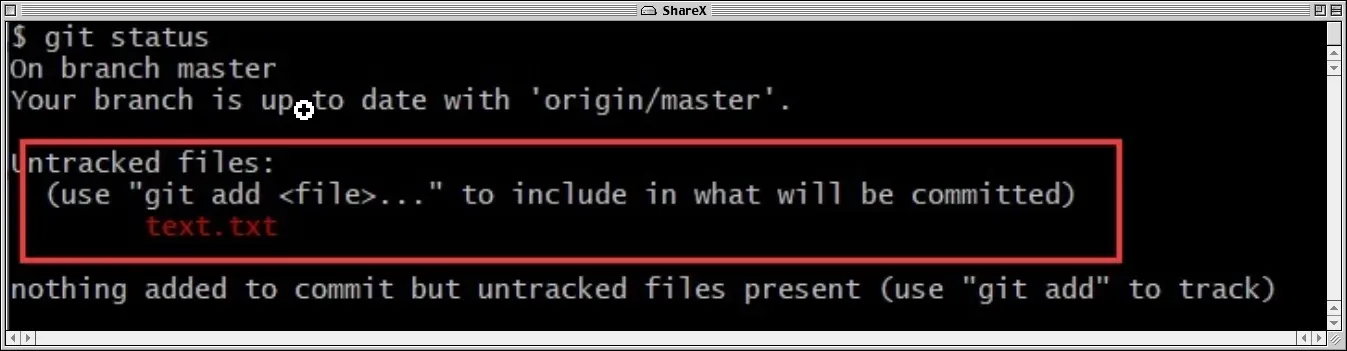 ShareX
$ git status
On branch master
Your branch is up to date with 'origin/master'.
Untracked files:
(use "git add <file>..." to include in what will be committed)
text.txt
nothing added to commit but untracked files present (use "git add" to track)